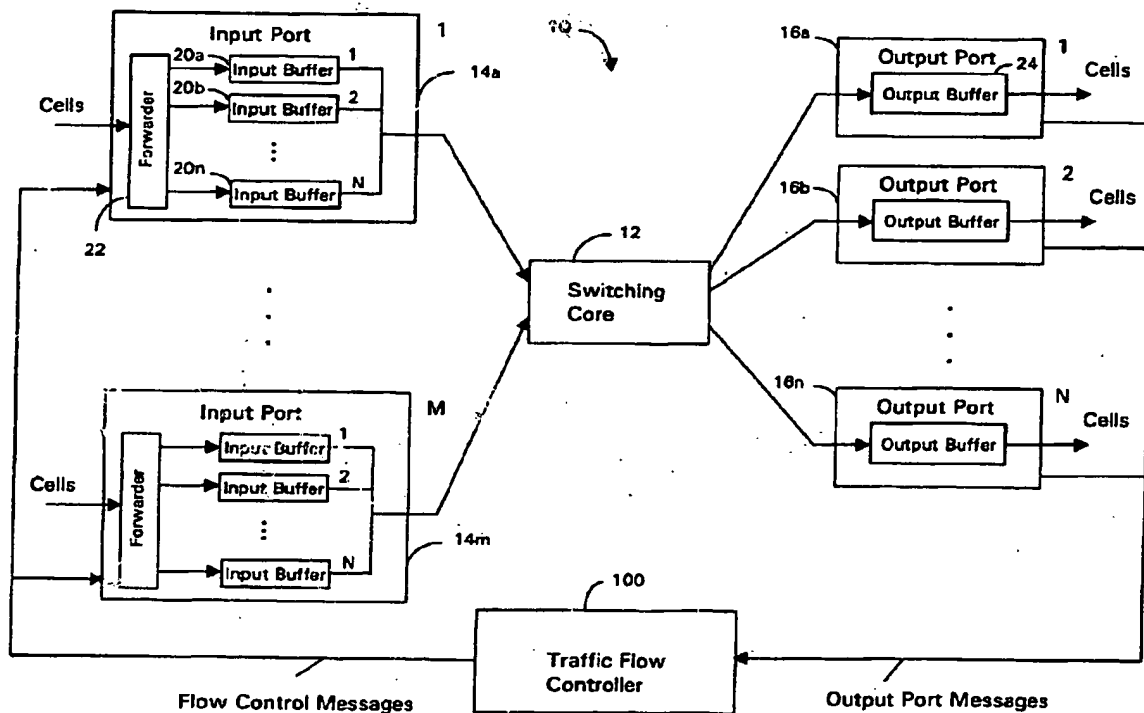 Input Port
1
14a
Cells
Forwarder
22
20a
Input Buffer
1
20b
Input Buffer
2
20n
Input Buffer
N
10
12
Switching
Core
16a
Output Port
1
24
Output Buffer
Cells
16b
Output Port
2
Output Buffer
Cells
16n
Output Port
N
Output Buffer
Cells
Input Port
M
14m
Cells
Forwarder
Input Buffer
1
Input Buffer
2
Input Buffer
N
100
Traffic Flow
Controller
Flow Control Messages
Output Port Messages